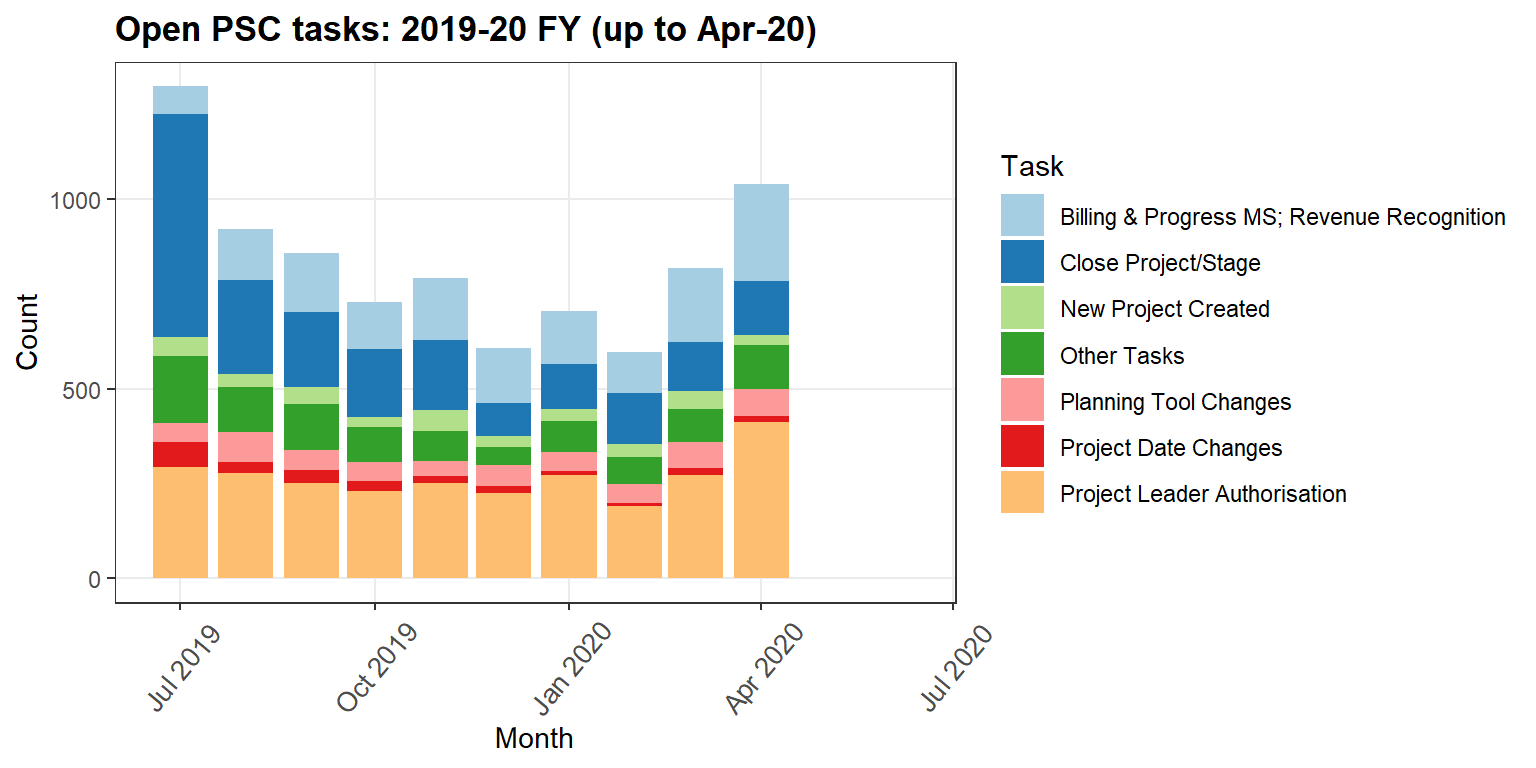 Open PSC tasks: 2019-20 FY (up to Apr-20)
Count
1000
500
0
Jul 2019
Oct 2019
Jan 2020
Apr 2020
Jul 2020
Month
Task
Billing & Progress MS; Revenue Recognition
Close Project/Stage
New Project Created
Other Tasks
Planning Tool Changes
Project Date Changes
Project Leader Authorisation